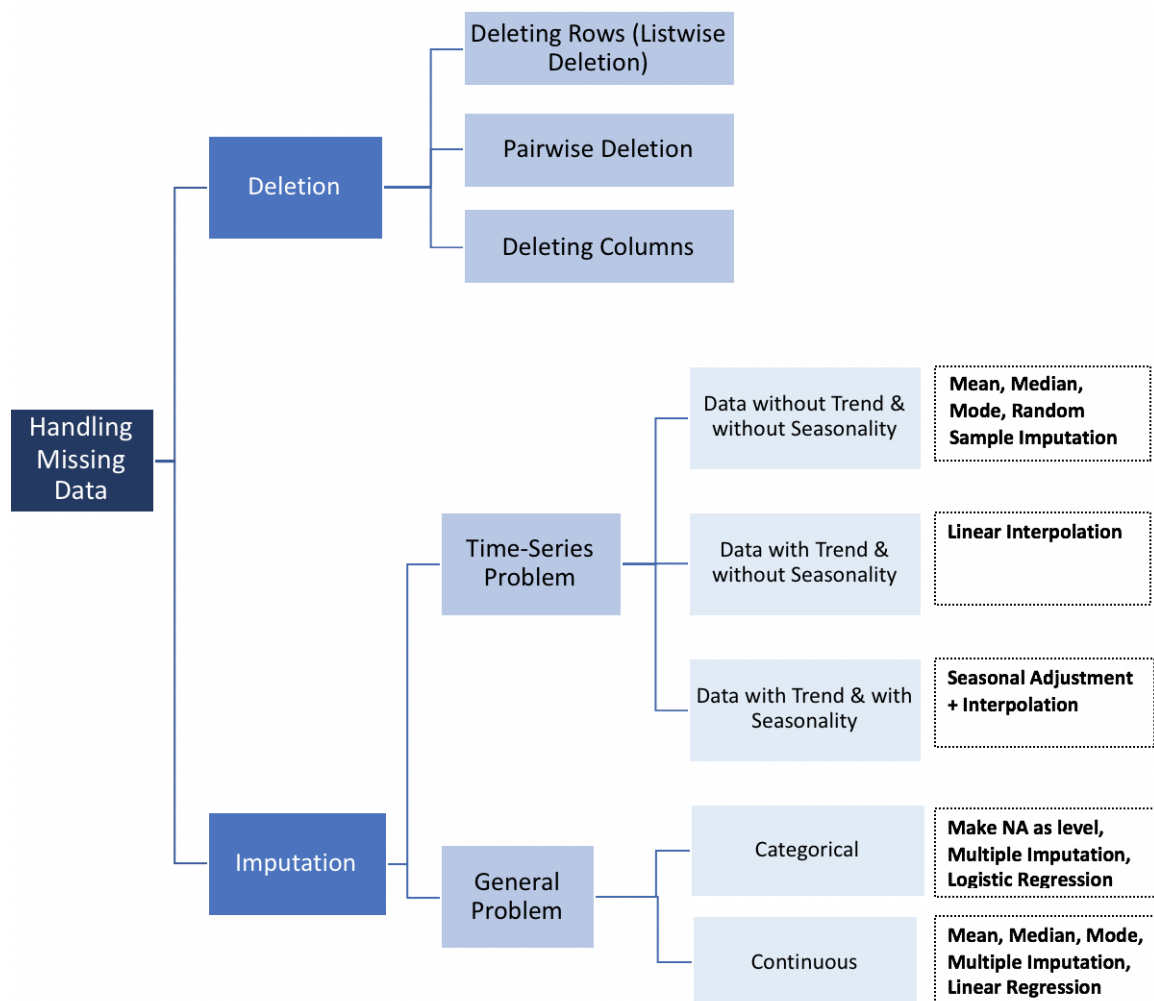 Deleting Rows (Listwise
Deletion)
Pairwise Deletion
Deletion
Deleting Columns
Handling
Missing
Data
Data without Trend &
without Seasonality
Mean, Median,
Mode, Random
Sample Imputation
Time-Series
Problem
Data with Trend &
without Seasonality
Linear Interpolation
Data with Trend & with
Seasonality
Seasonal Adjustment
+ Interpolation
Imputation
General
Problem
Categorical
Make NA as level,
Multiple Imputation,
Logistic Regression
Continuous
Mean, Median, Mode,
Multiple Imputation,
Linear Regression